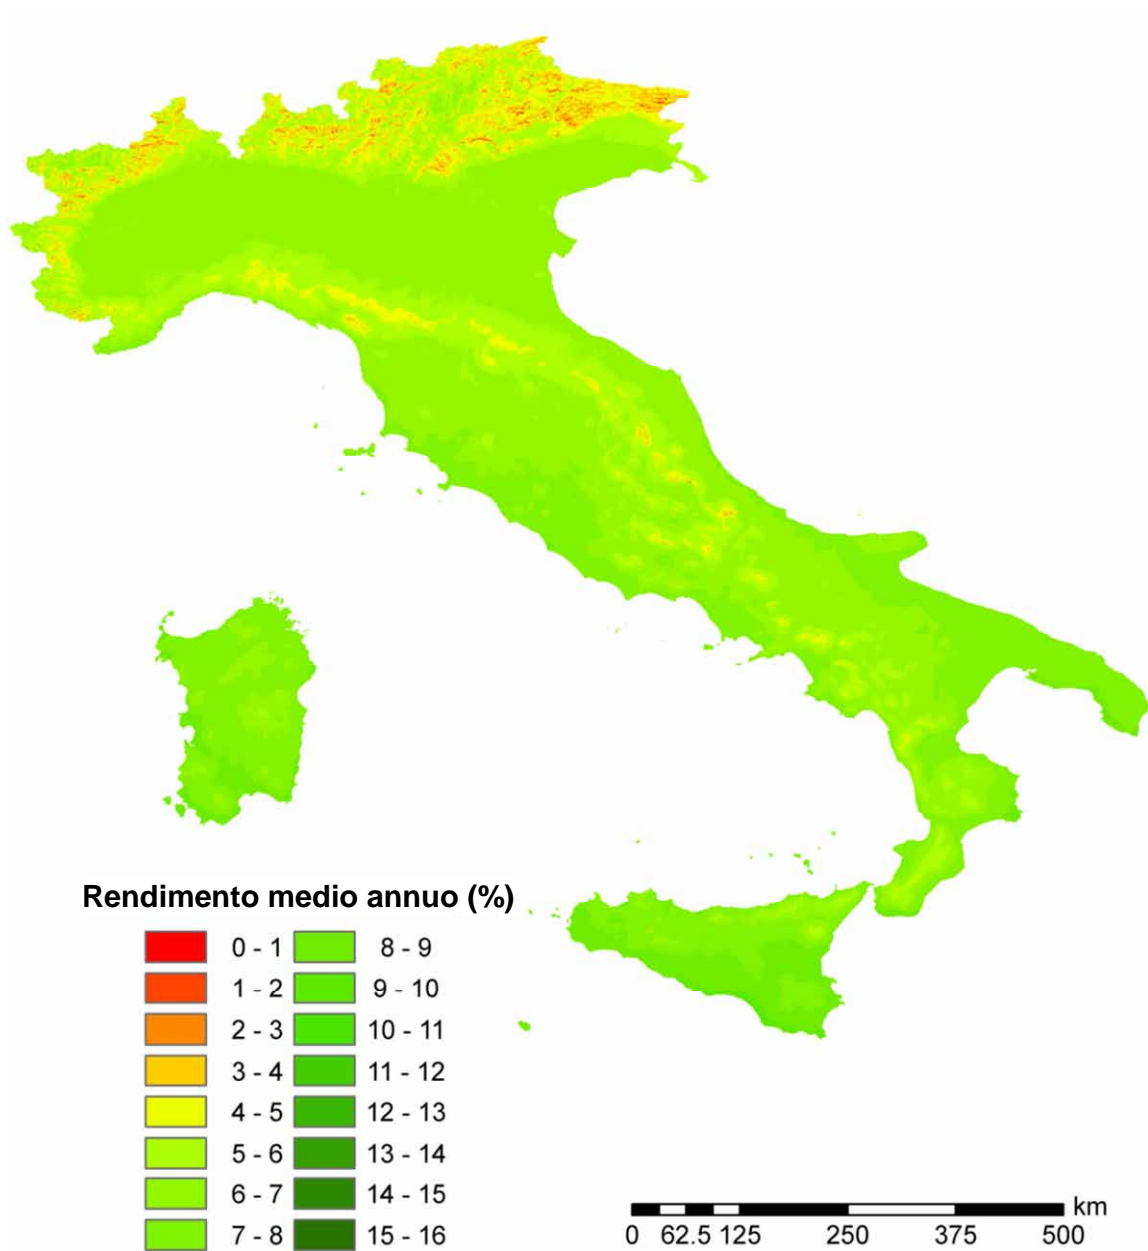 Rendimento medio annuo (%)
0 - 1 8 - 9
1 - 2 9 - 10
2 - 3 10 - 11
3 - 4 11 - 12
4 - 5 12 - 13
5 - 6 13 - 14
6 - 7 14 - 15
7 - 8 15 - 16
km
0 62.5 125 250 375 500